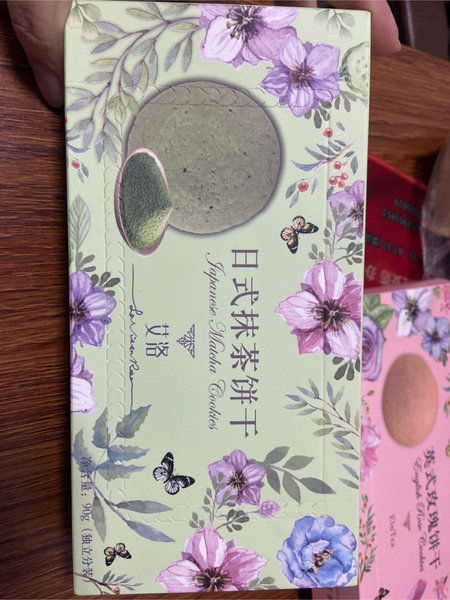 日式抹茶饼干
Japanese Matcha Cookies
艾洛
净含量：90g（独立分装）
英式玫瑰饼干
English Rose Cookies